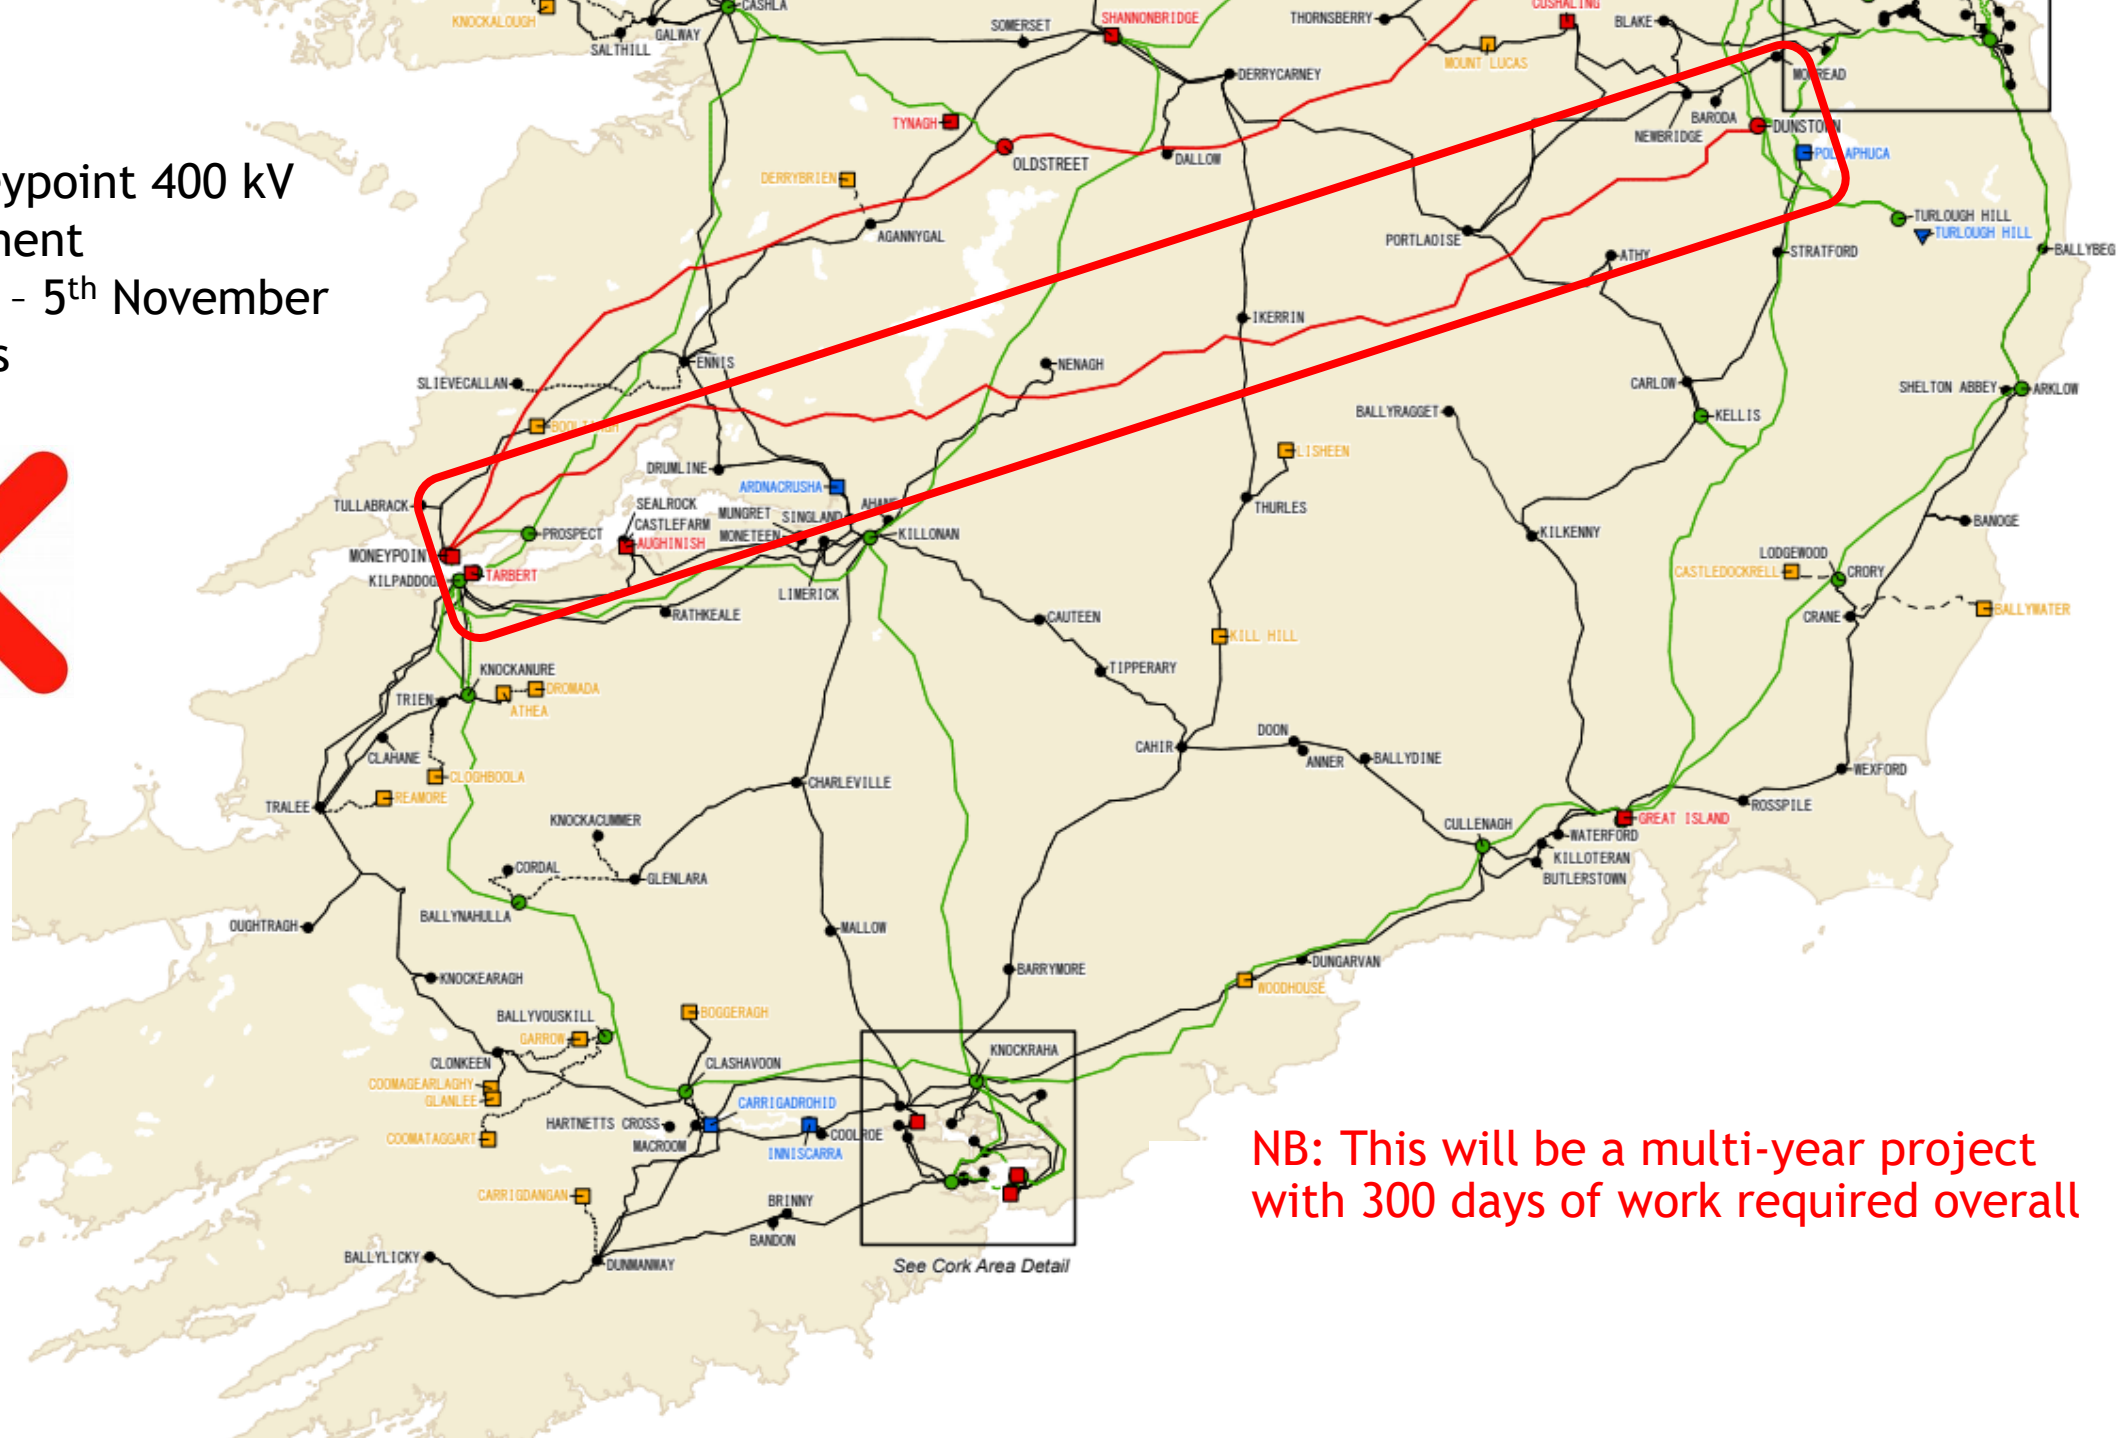 CASHLA
KNOCKALOUGH
GALWAY
SALTHILL
SOMERSET
SHANNONBRIDGE
THORNSBERRY
CUSHALING
BLAKE
MOUNT LUCAS
DERRYCARNEY
BARODA
NEWBRIDGE
DUNSTOWN
TYNAGH
OLDSTREET
DALLOW
ypoint 400 kV
DERRYBRIEN
AGANNYGAL
PORTLAOISE
ATHY
STRATFORD
TURLOUGH HILL
TURLOUGH HILL
BALLYBEG
– 5th November
IKERRIN
ENNIS
NENAGH
SLIEVECALLAN
CARLOW
SHELTON ABBEY
ARKLOW
BALLYRAGGET
KELLIS
LISHEEN
DRUMLINE
ARDNACRUSHA
TULLABRACK
SEALROCK
MUNGRET
SINGLAND
AHANE
THURLES
CASTLEFARM
MONETEEN
KILLONAN
PROSPECT
AUGHINISH
KILKENNY
BANOGE
MONEYPOINT
TARBERT
LODGEWOOD
CRORY
CASTLEDOCKRELL
LIMERICK
RATHKEALE
CAUTEEN
CRANE
BALLYWATER
KILL HILL
KNOCKANURE
TIPPERARY
TRIEN
DROMADA
ATHEA
DOON
CAHIR
ANNER
BALLYDINE
CLAHANE
CLOGHBOOLA
CHARLEVILLE
WEXFORD
REAMORE
TRALEE
ROSSPILE
KNOCKACUMMER
CULLENAGH
GREAT ISLAND
WATERFORD
KILLOTERAN
BUTLERSTOWN
CORDAL
GLENLARA
BALLYNAHULLA
OUGHTRAGH
MALLOW
DUNGARVAN
BARRYMORE
KNOCKEARAGH
WOODHOUSE
BALLYVOUSKILL
BOGGERAGH
GARROW
KNOCKRAHA
CLONKEEN
CLASHAVOON
COOMAGEARLAGHY
GLANLEE
CARRIGADROHID
HARTNETTS CROSS
COOLROE
COOMATAGGART
MACROOM
INNISCARRA
NB: This will be a multi-year project
with 300 days of work required overall
CARRIGDANGAN
BRINNY
BANDON
BALLYLICKY
DUNMANWAY
See Cork Area Detail